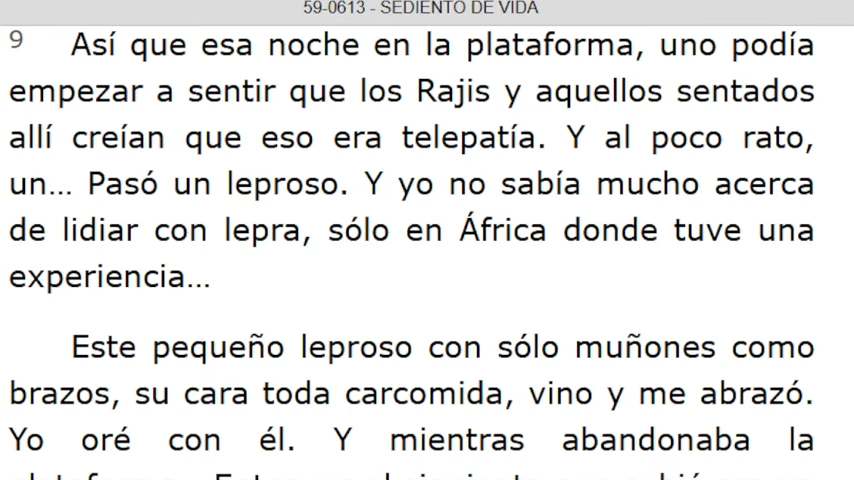 59-0613 - SEDIENTO DE VIDA
9 Así que esa noche en la plataforma, uno podía
empezar a sentir que los Rajis y aquellos sentados
allí creían que eso era telepatía. Y al poco rato,
un… Pasó un leproso. Y yo no sabía mucho acerca
de lidiar con lepra, sólo en África donde tuve una
experiencia…
Este pequeño leproso con sólo muñones como
brazos, su cara toda carcomida, vino y me abrazó.
Yo oré con él. Y mientras abandonaba la